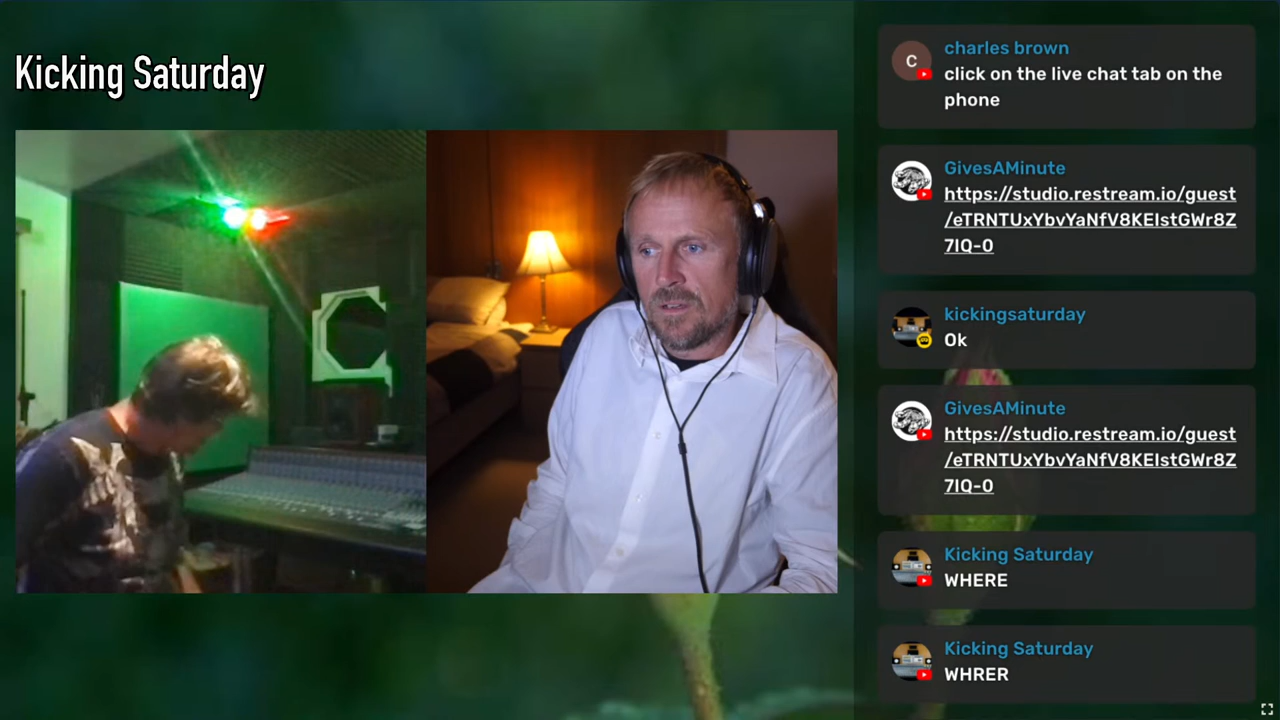 Kicking Saturday
C
charles brown
click on the live chat tab on the
phone
GivesAMinute
https://studio.restream.io/guest
/eTRNTUxYbvYaNfV8KEIstGWr8Z
7IQ-0
kickingsaturday
Ok
GivesAMinute
https://studio.restream.io/guest
/eTRNTUxYbvYaNfV8KEIstGWr8Z
7IQ-0
Kicking Saturday
WHERE
Kicking Saturday
WHRER